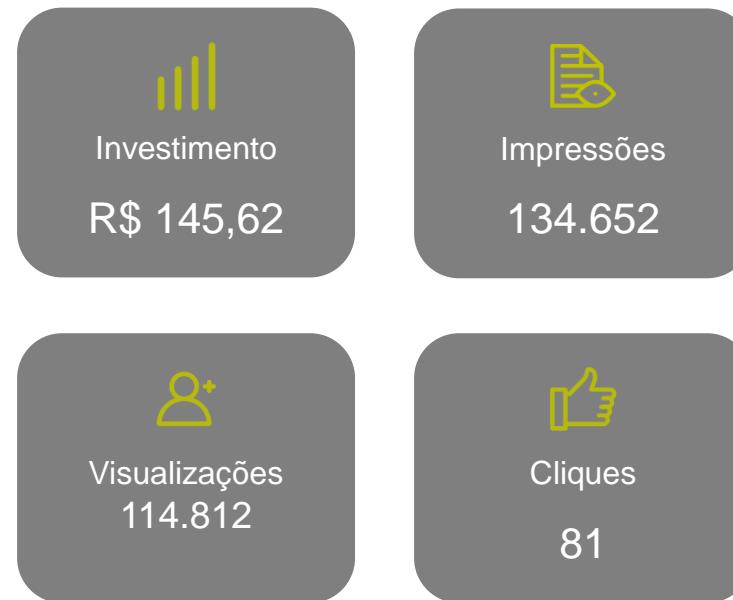 Investimento
R$ 145,62
Impressões
134.652
Visualizações
114.812
Cliques
81